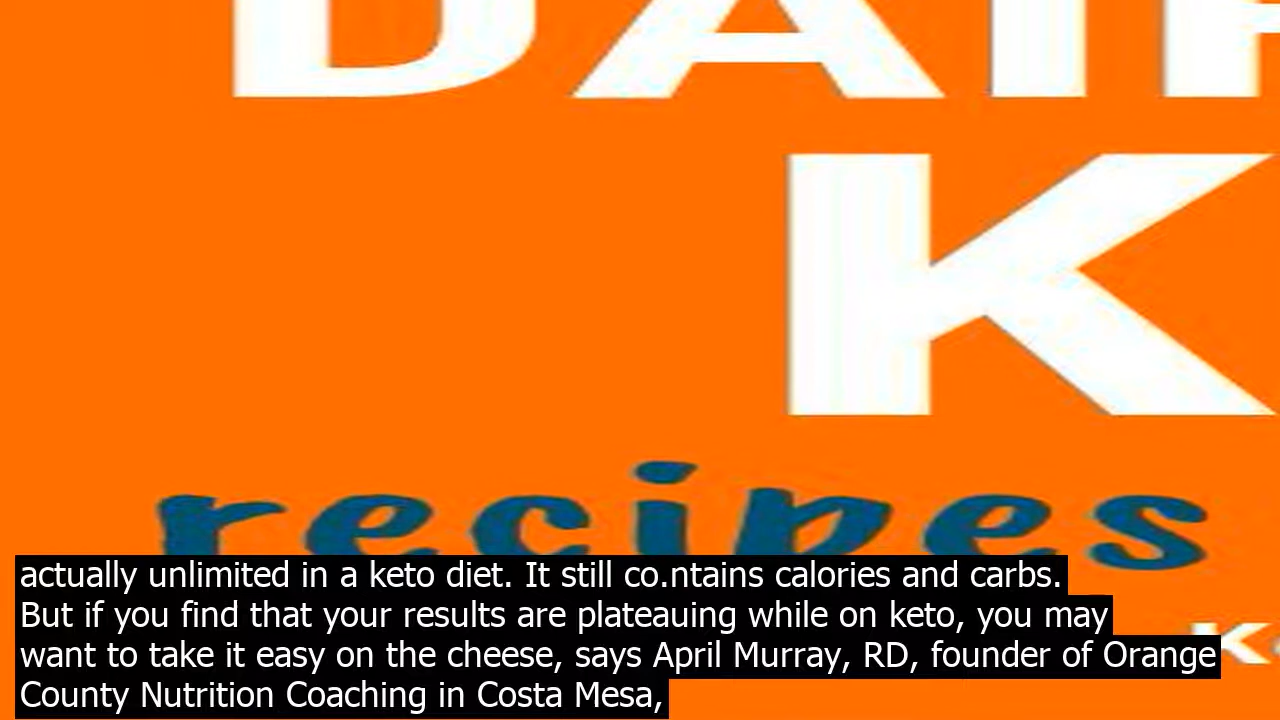 K
recipes
actually unlimited in a keto diet. It still co.ntains calories and carbs.
But if you find that your results are plateauing while on keto, you may
want to take it easy on the cheese, says April Murray, RD, founder of Orange
County Nutrition Coaching in Costa Mesa,